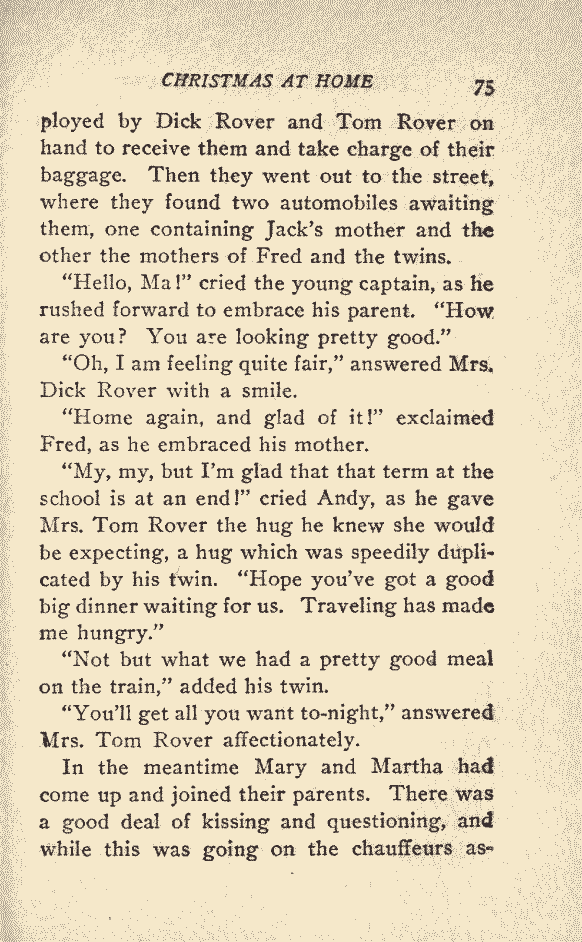 CHRISTMAS AT HOME 75
ployed by Dick Rover and Tom Rover on
hand to receive them and take charge of their
baggage. Then they went out to the street,
where they found two automobiles awaiting
them, one containing Jack's mother and the
other the mothers of Fred and the twins.
"Hello, Ma!" cried the young captain, as he
rushed forward to embrace his parent. "How
are you? You are looking pretty good."
"Oh, I am feeling quite fair," answered Mrs.
Dick Rover with a smile.
"Home again, and glad of it!" exclaimed
Fred, as he embraced his mother.
"My, my, but I'm glad that that term at the
school is at an end!" cried Andy, as he gave
Mrs. Tom Rover the hug he knew she would
be expecting, a hug which was speedily dupli-
cated by his twin. "Hope you've got a good
big dinner waiting for us. Traveling has made
me hungry."
"Not but what we had a pretty good meal
on the train," added his twin.
"You'll get all you want to-night," answered
Mrs. Tom Rover affectionately.
In the meantime Mary and Martha had
come up and joined their parents. There was
a good deal of kissing and questioning, and
while this was going on the chauffeurs as-